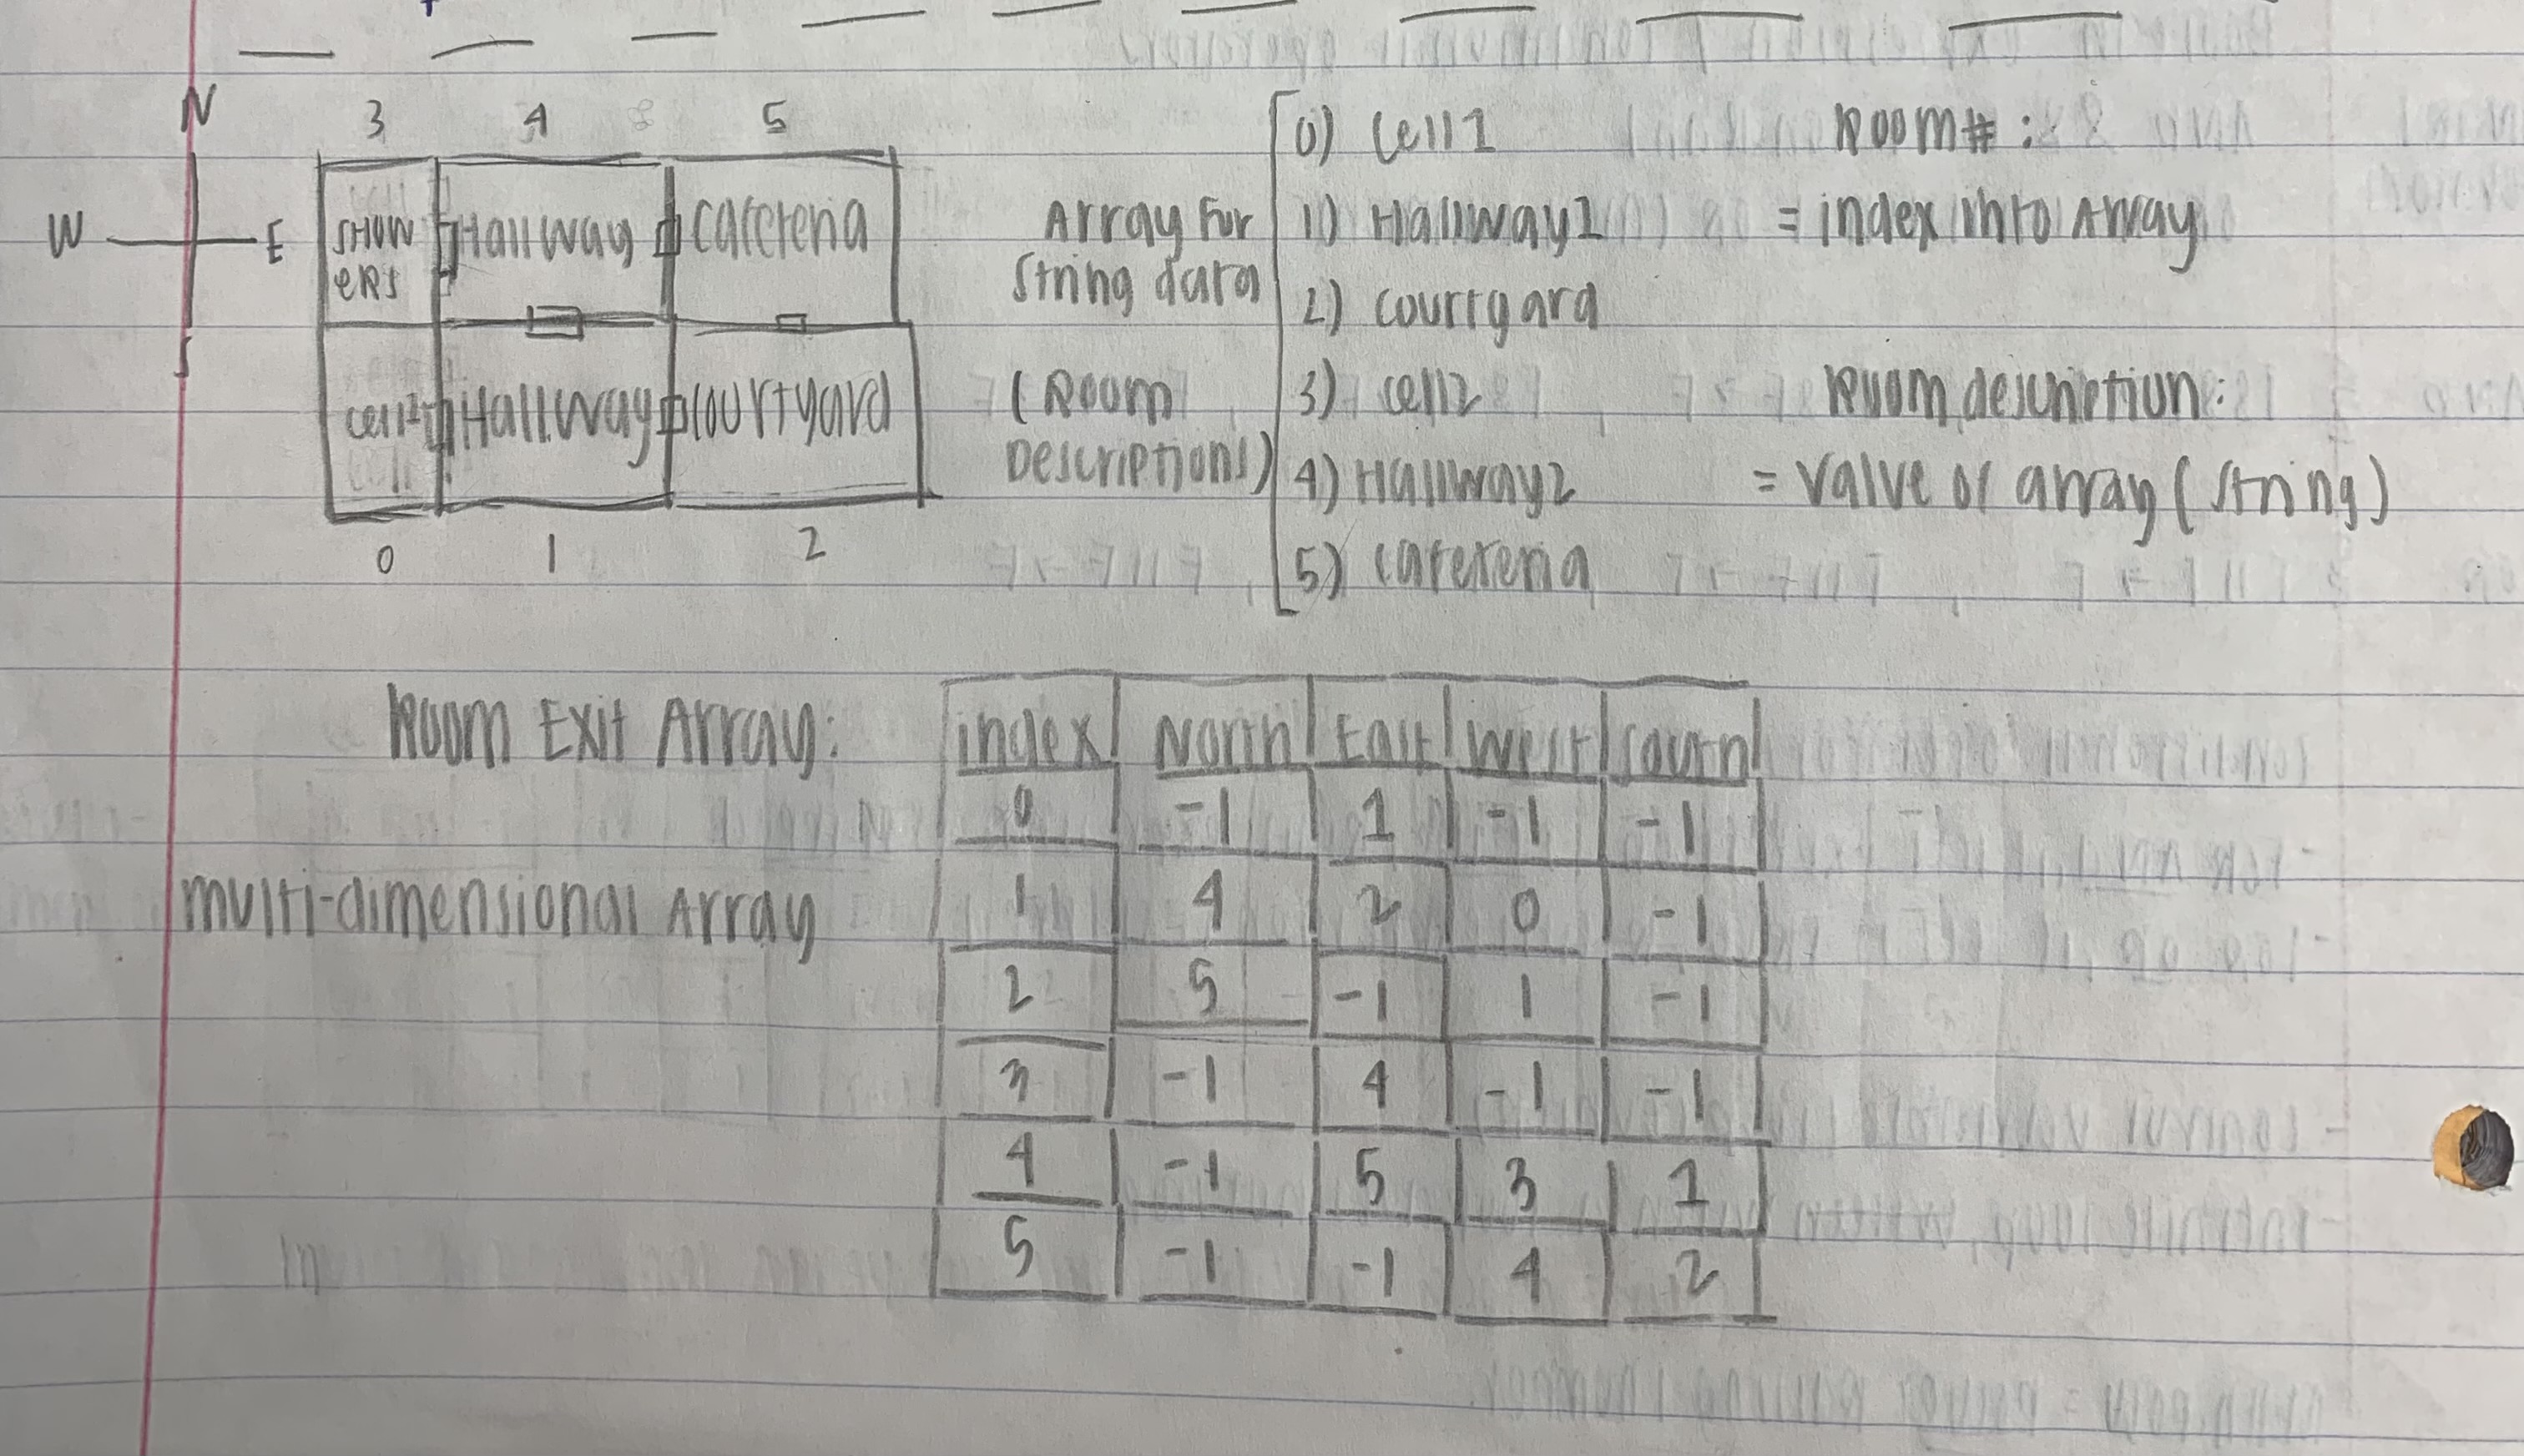 N
W E
S
3 4 5
SHOW
ERS
Hallway
Cafeteria
Hallway
Courtyard
0 1 2
Array For
String data
(Room
Descriptions)
0) Cell1
1) Hallway1
2) Courtyard
3) Cell2
4) Hallway2
5) Cafeteria
Room# :
= index into Array
Room description:
= value of array (string)
Room Exit Array:
multi-dimensional Array
index North East West South
0 -1 1 -1 -1
1 4 2 0 -1
2 5 -1 1 -1
3 -1 4 -1 -1
4 -1 5 3 1
5 -1 -1 4 2